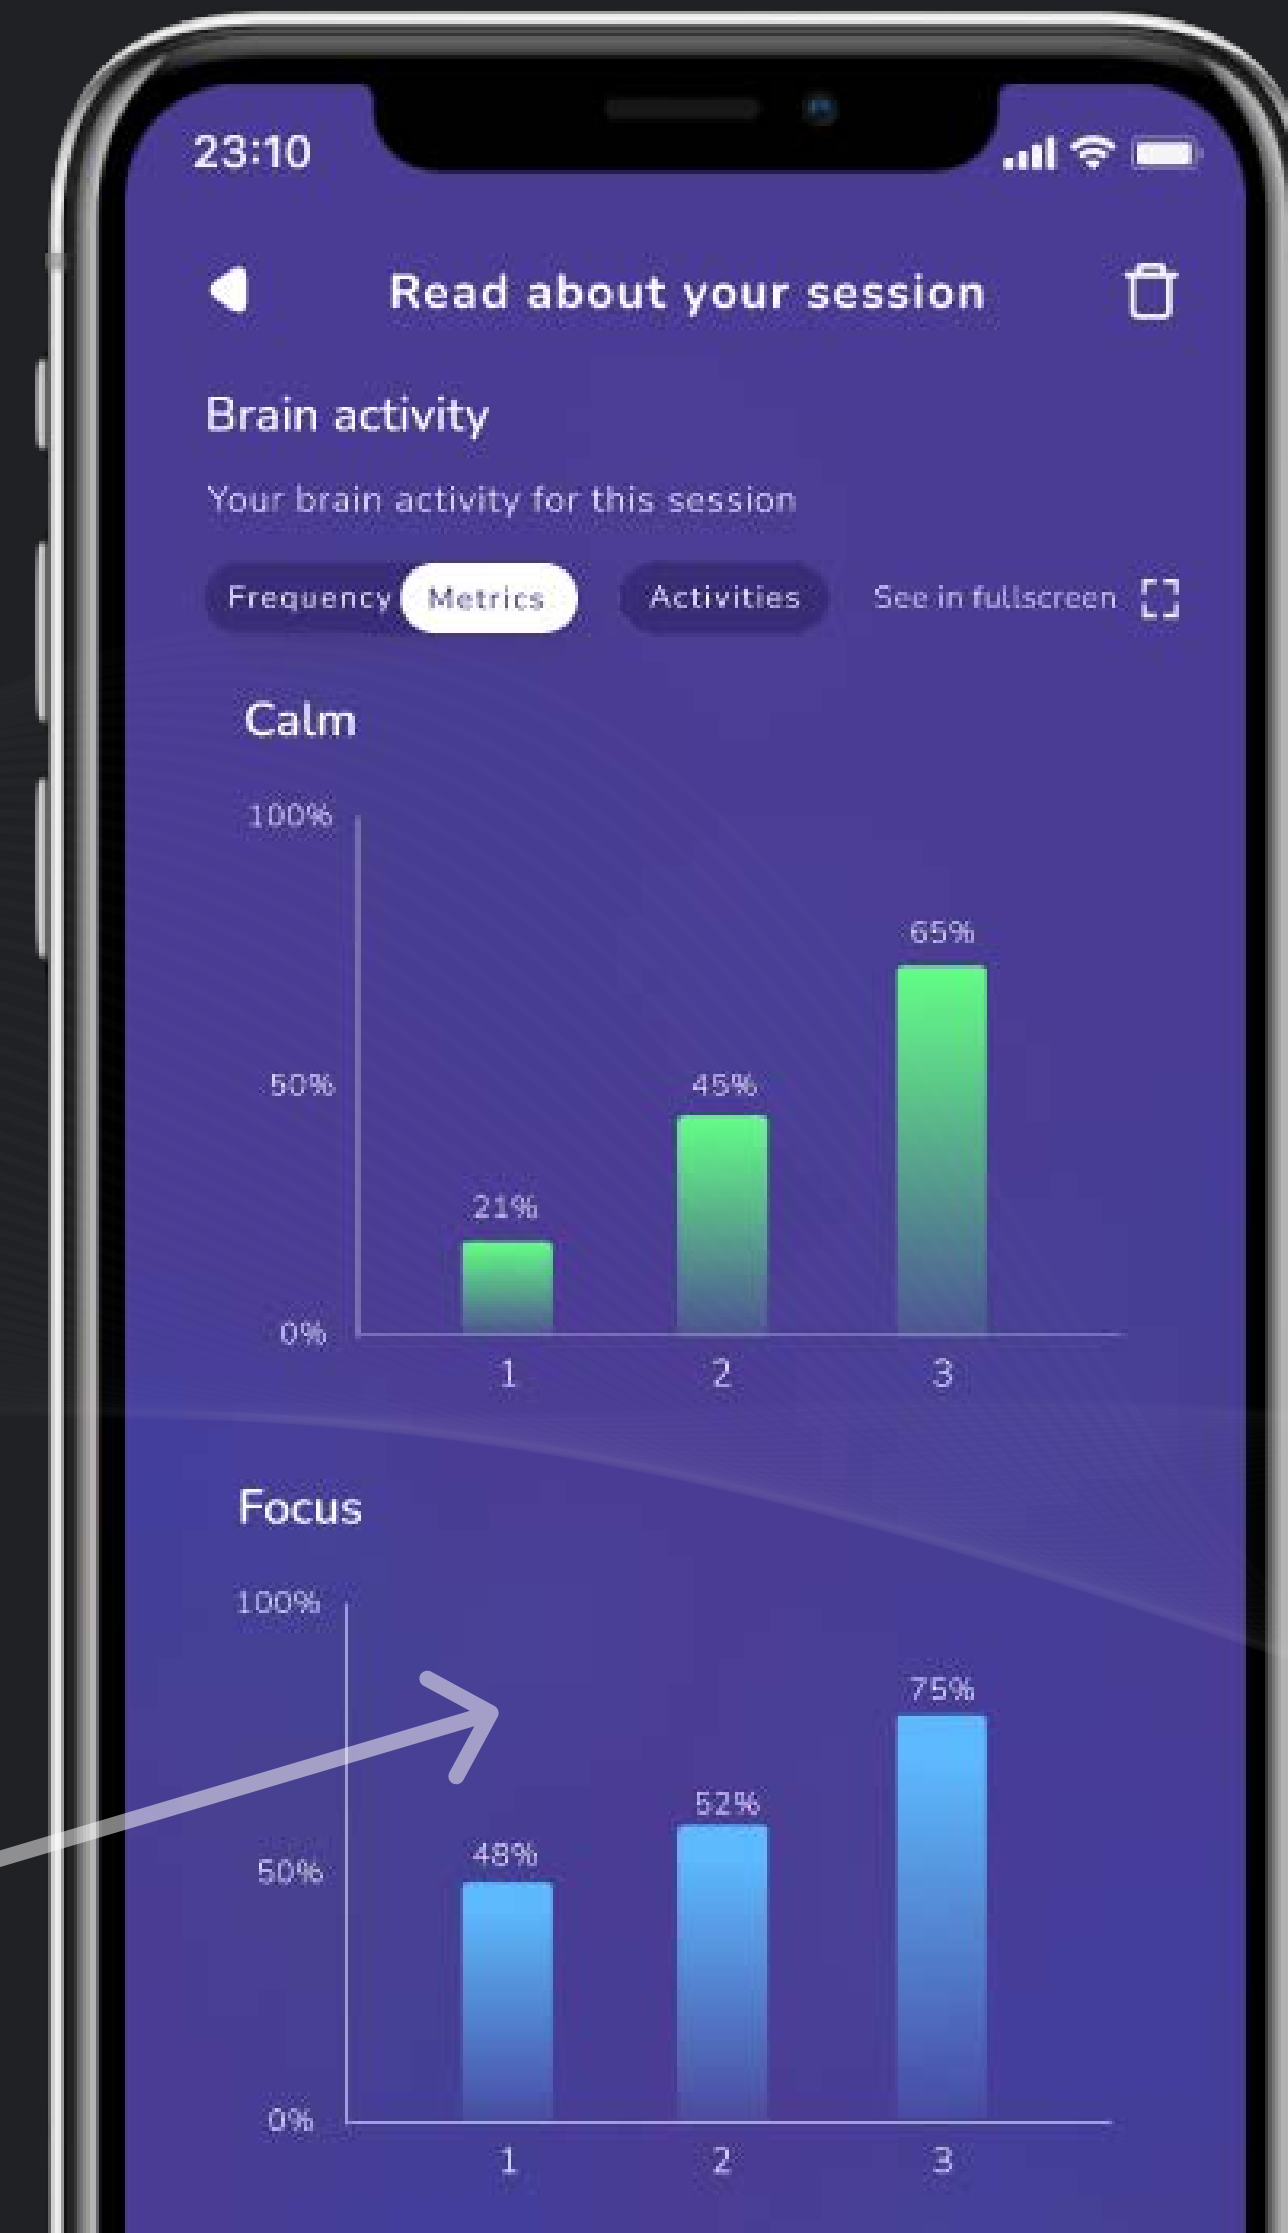 23:10
Read about your session
Brain activity
Your brain activity for this session
Frequency Metrics Activities See in fullscreen
Calm
100%
65%
50% 45%
21%
0%
1 2 3
Focus
100%
75%
52%
48%
50%
0%
1 2 3